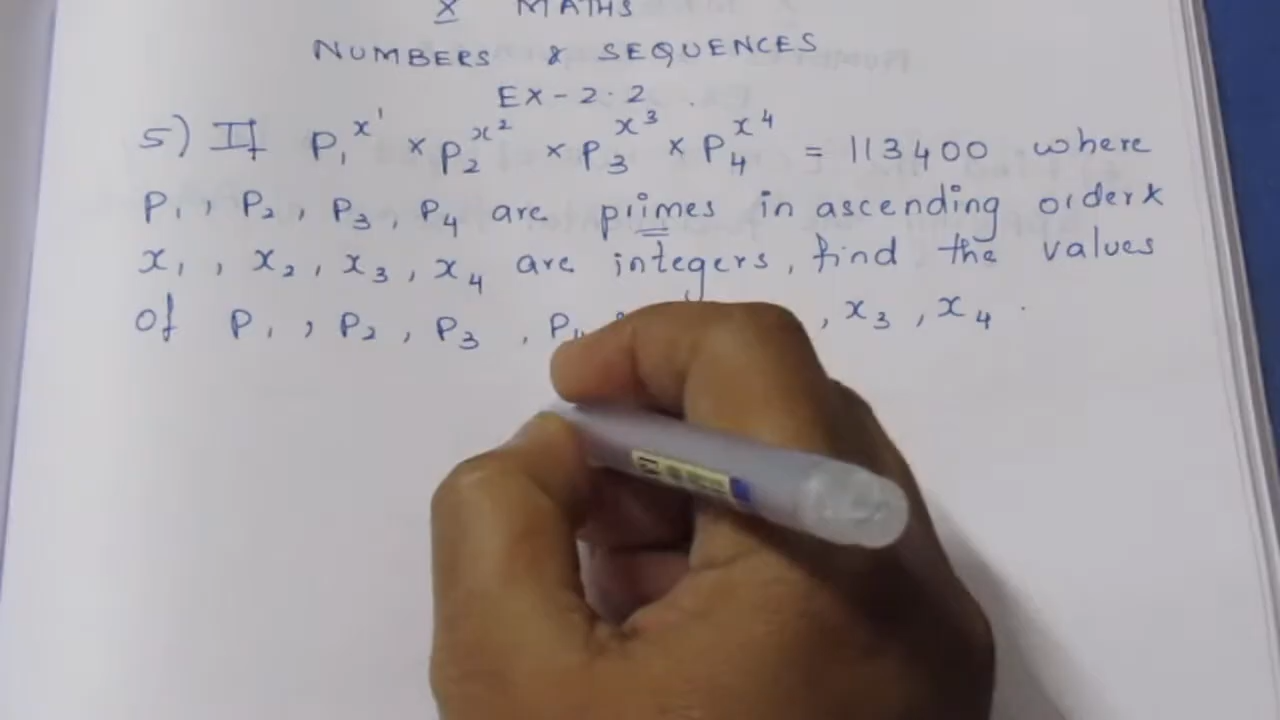 X MATHS
NUMBERS & SEQUENCES
EX-2.2.
5) If P₁^x1 × P₂^x2 × P₃^x3 × P₄^x4 = 113400 where
P₁, P₂, P₃, P₄ are primes in ascending order &
x₁, x₂, x₃, x₄ are integers, find the values
of P₁, P₂, P₃, P₄ , x₃, x₄.